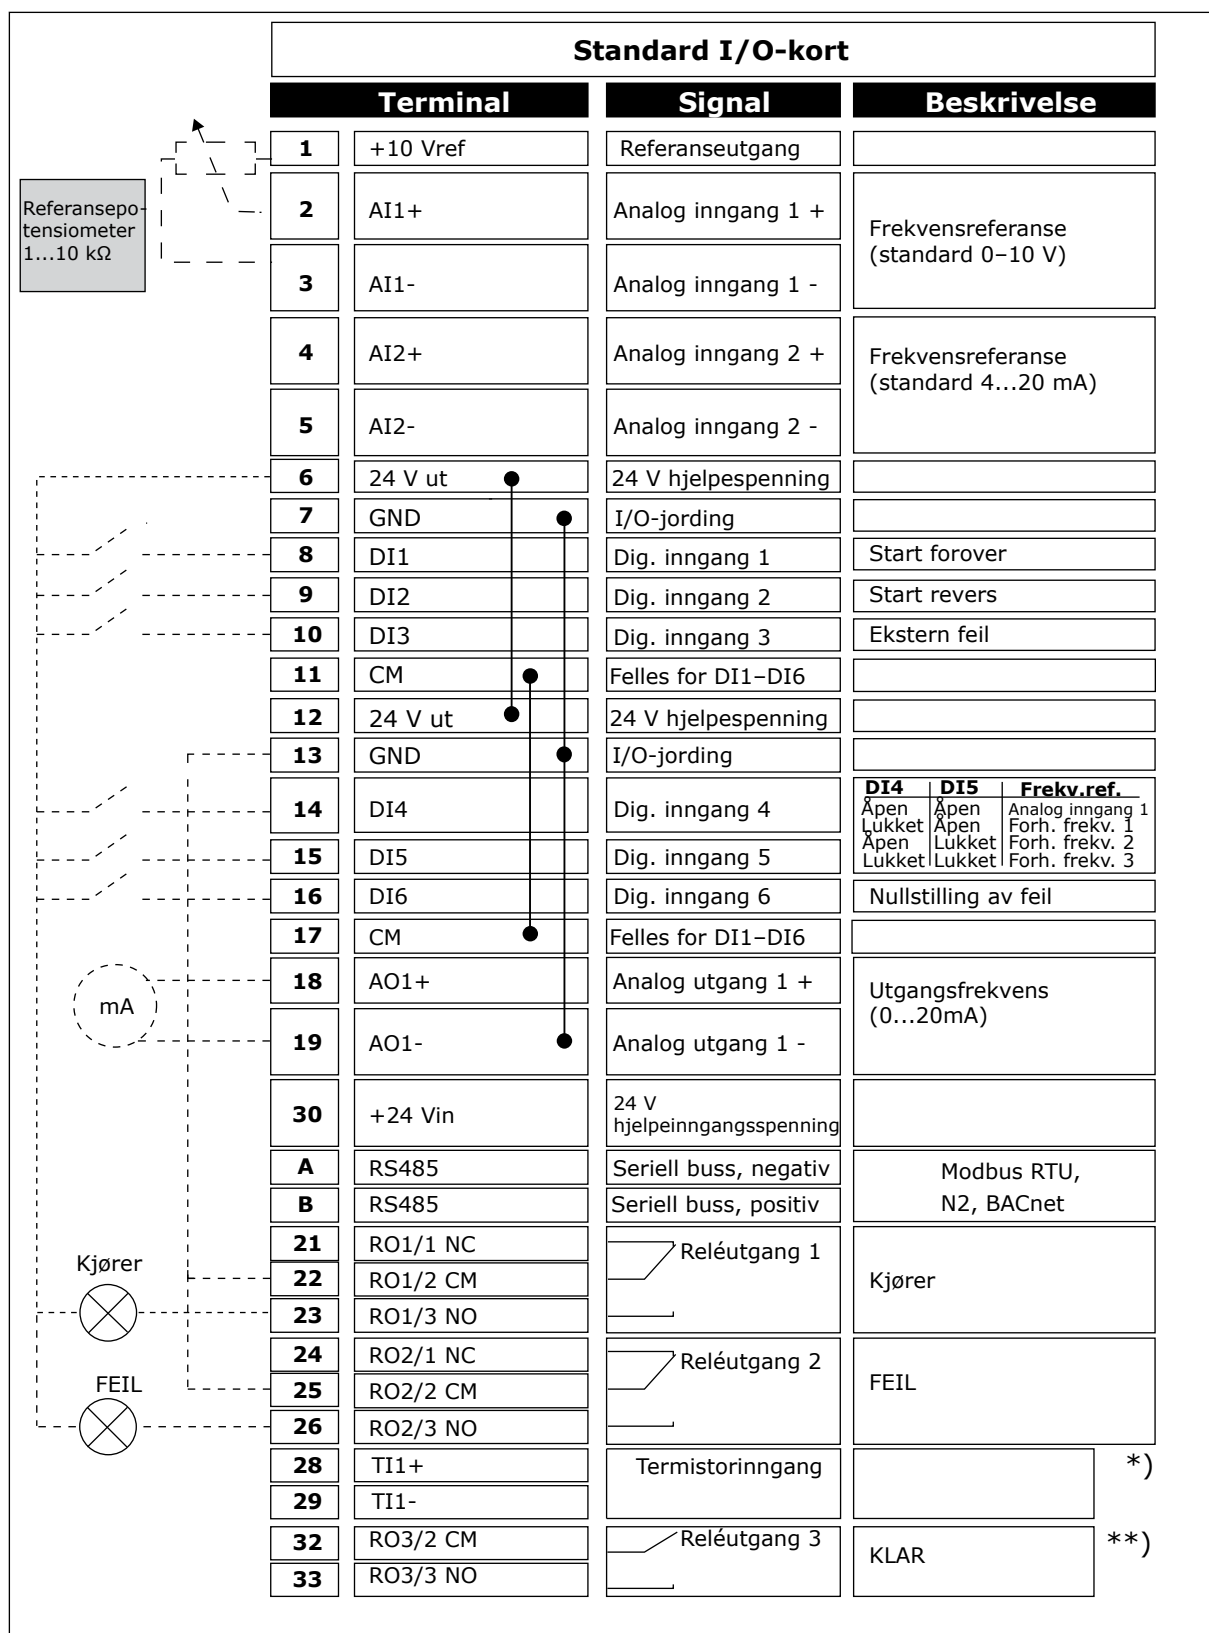 Standard I/O-kort
Terminal Signal Beskrivelse
1 +10 Vref Referanseutgang
Referansepo-
tensiometer
1...10 kΩ
2 AI1+ Analog inngang 1 +
3 AI1- Analog inngang 1 -
Frekvensreferanse
(standard 0–10 V)
4 AI2+ Analog inngang 2 +
5 AI2- Analog inngang 2 -
Frekvensreferanse
(standard 4...20 mA)
6 24 V ut 24 V hjelpespenning
7 GND I/O-jording
8 DI1 Dig. inngang 1 Start forover
9 DI2 Dig. inngang 2 Start revers
10 DI3 Dig. inngang 3 Ekstern feil
11 CM Felles for DI1–DI6
12 24 V ut 24 V hjelpespenning
13 GND I/O-jording
14 DI4 Dig. inngang 4
15 DI5 Dig. inngang 5
DI4 DI5 Frekv.ref.
Åpen Åpen Analog inngang 1
Lukket Åpen Forh. frekv. 1
Åpen Lukket Forh. frekv. 2
Lukket Lukket Forh. frekv. 3
16 DI6 Dig. inngang 6 Nullstilling av feil
17 CM Felles for DI1–DI6
mA
18 AO1+ Analog utgang 1 +
19 AO1- Analog utgang 1 -
Utgangsfrekvens
(0...20mA)
30 +24 Vin 24 V
hjelpeinngangsspenning
A RS485 Seriell buss, negativ
B RS485 Seriell buss, positiv
Modbus RTU,
N2, BACnet
Kjører
21 RO1/1 NC Reléutgang 1
22 RO1/2 CM Kjører
23 RO1/3 NO
FEIL
24 RO2/1 NC Reléutgang 2
25 RO2/2 CM FEIL
26 RO2/3 NO
28 TI1+ Termistorinngang *)
29 TI1-
32 RO3/2 CM Reléutgang 3 **)
33 RO3/3 NO KLAR